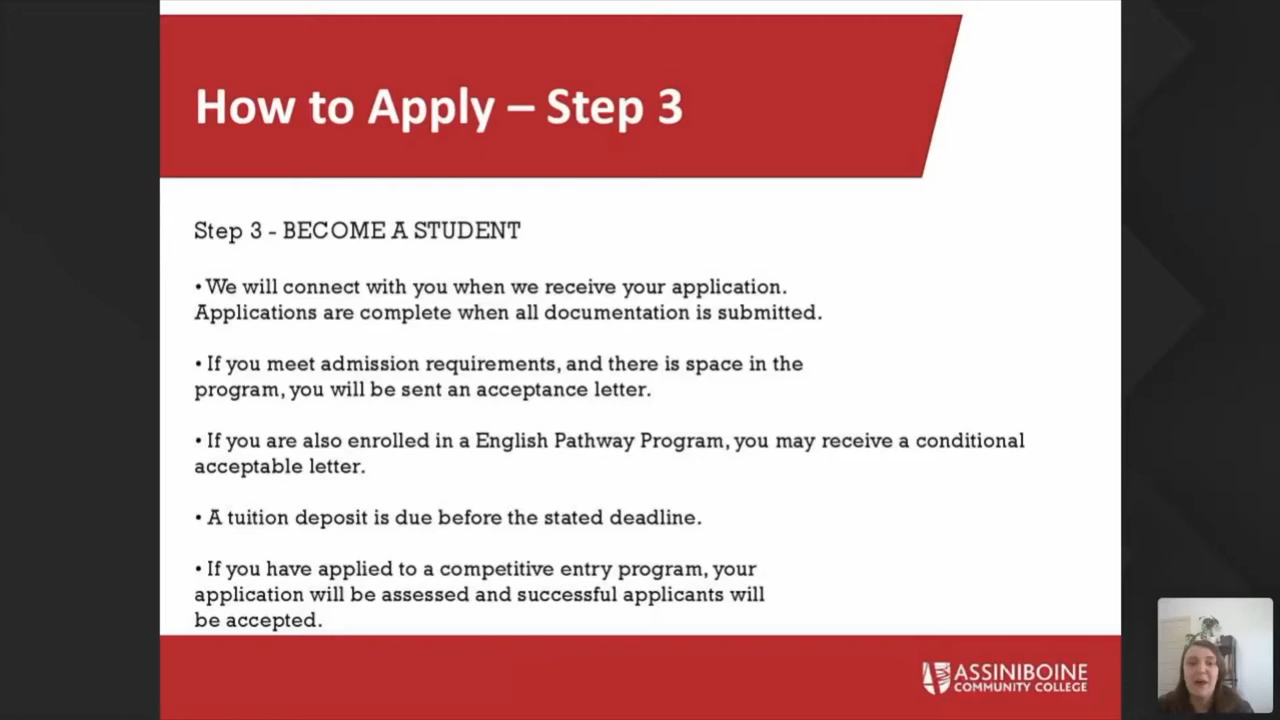 How to Apply – Step 3
Step 3 - BECOME A STUDENT
• We will connect with you when we receive your application.
Applications are complete when all documentation is submitted.
• If you meet admission requirements, and there is space in the
program, you will be sent an acceptance letter.
• If you are also enrolled in a English Pathway Program, you may receive a conditional
acceptable letter.
• A tuition deposit is due before the stated deadline.
• If you have applied to a competitive entry program, your
application will be assessed and successful applicants will
be accepted.
ASSINIBOINE
COMMUNITY COLLEGE